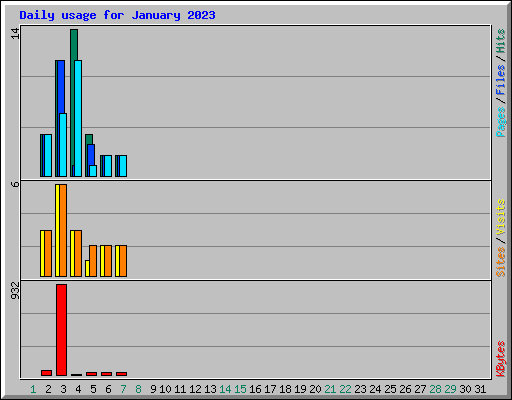 Daily usage for January 2023
14
6
932
Pages / Files / Hits
Sites / Visits
KBytes
1 2 3 4 5 6 7 8 9 10 11 12 13 14 15 16 17 18 19 20 21 22 23 24 25 26 27 28 29 30 31